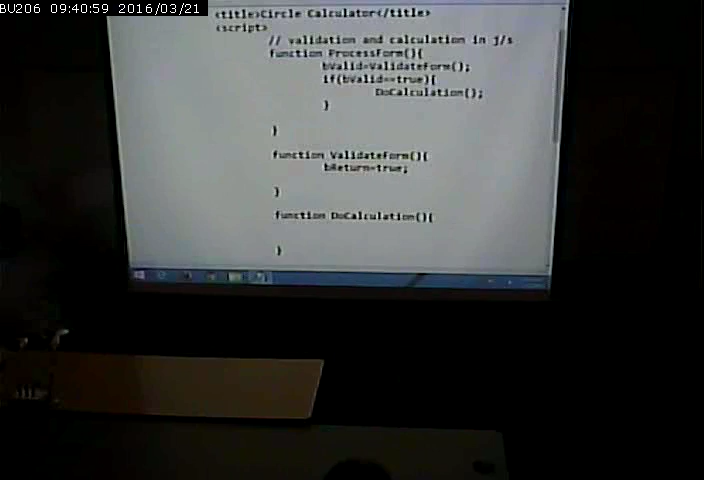 BU206 09:40:59 2016/03/21
<title>Circle Calculator</title>
<script>
// validation and calculation in j/s
function ProcessForm(){
bValid=ValidateForm();
if(bValid==true){
DoCalculation();
}
}
function ValidateForm(){
bReturn=true;
}
function DoCalculation(){
}